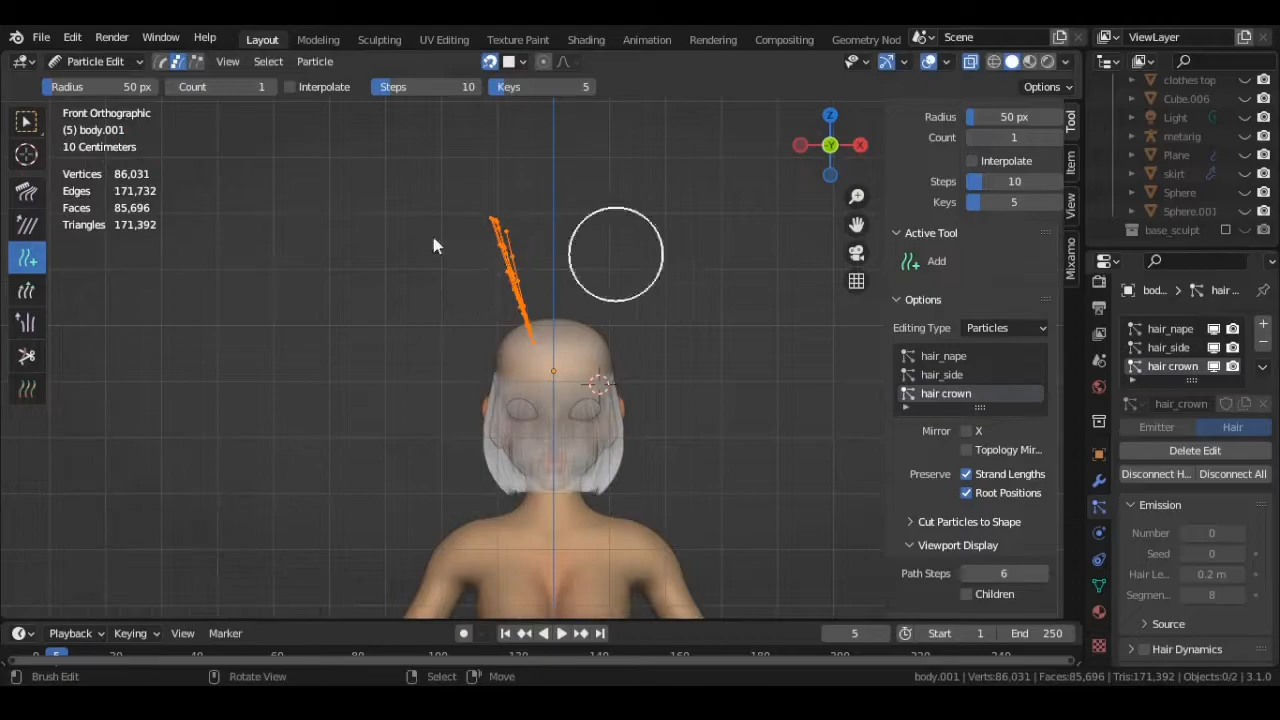 File Edit Render Window Help Layout Modeling Sculpting UV Editing Texture Paint Shading Animation Rendering Compositing Geometry Nod Scene ViewLayer
Particle Edit View Select Particle
Radius 50 px Count 1 Interpolate Steps 10 Keys 5 Options
Front Orthographic
(5) body.001
10 Centimeters
Vertices 86,031
Edges 171,732
Faces 85,696
Triangles 171,392
Z
X
-Y
Radius 50 px
Count 1
Interpolate
Steps 10
Keys 5
Active Tool
Add
Options
Editing Type Particles
hair_nape
hair_side
hair crown
Mirror X
Topology Mir...
Preserve Strand Lengths
Root Positions
Cut Particles to Shape
Viewport Display
Path Steps 6
Children
Tool
Item
View
Mixamo
clothes top
Cube.006
Light
metarig
Plane
skirt
Sphere
Sphere.001
base_sculpt
bod... hair ...
hair_nape
hair_side
hair crown
hair_crown
Emitter Hair
Delete Edit
Disconnect H... Disconnect All
Emission
Number 0
Seed 0
Hair Le... 0.2 m
Segmen... 8
Source
Hair Dynamics
Playback Keying View Marker 5 Start 1 End 250
Brush Edit Rotate View Select Move body.001 | Verts:86,031 | Faces:85,696 | Tris:171,392 | Objects:0/2 | 3.1.0